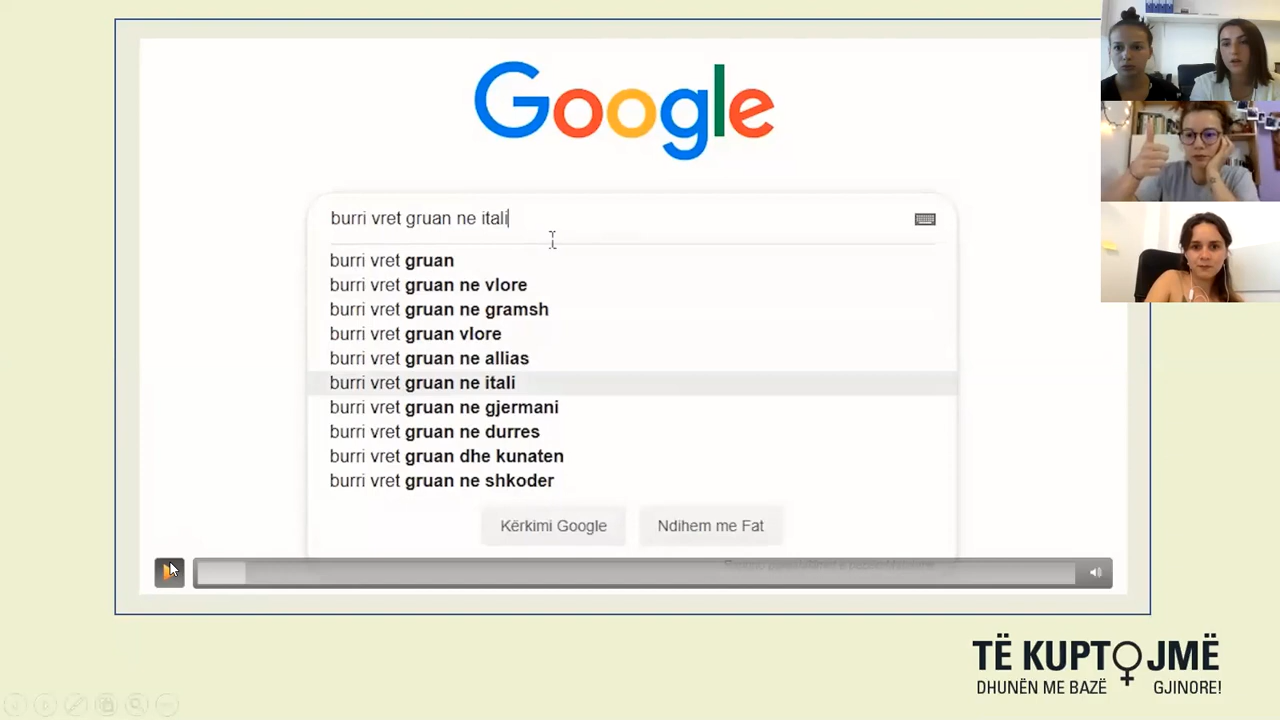 Google
burri vret gruan ne itali
burri vret gruan
burri vret gruan ne vlore
burri vret gruan ne gramsh
burri vret gruan vlore
burri vret gruan ne allias
burri vret gruan ne itali
burri vret gruan ne gjermani
burri vret gruan ne durres
burri vret gruan dhe kunaten
burri vret gruan ne shkoder
Kërkimi Google
Ndihem me Fat
TË KUPTOJMË
DHUNËN ME BAZË GJINORE!